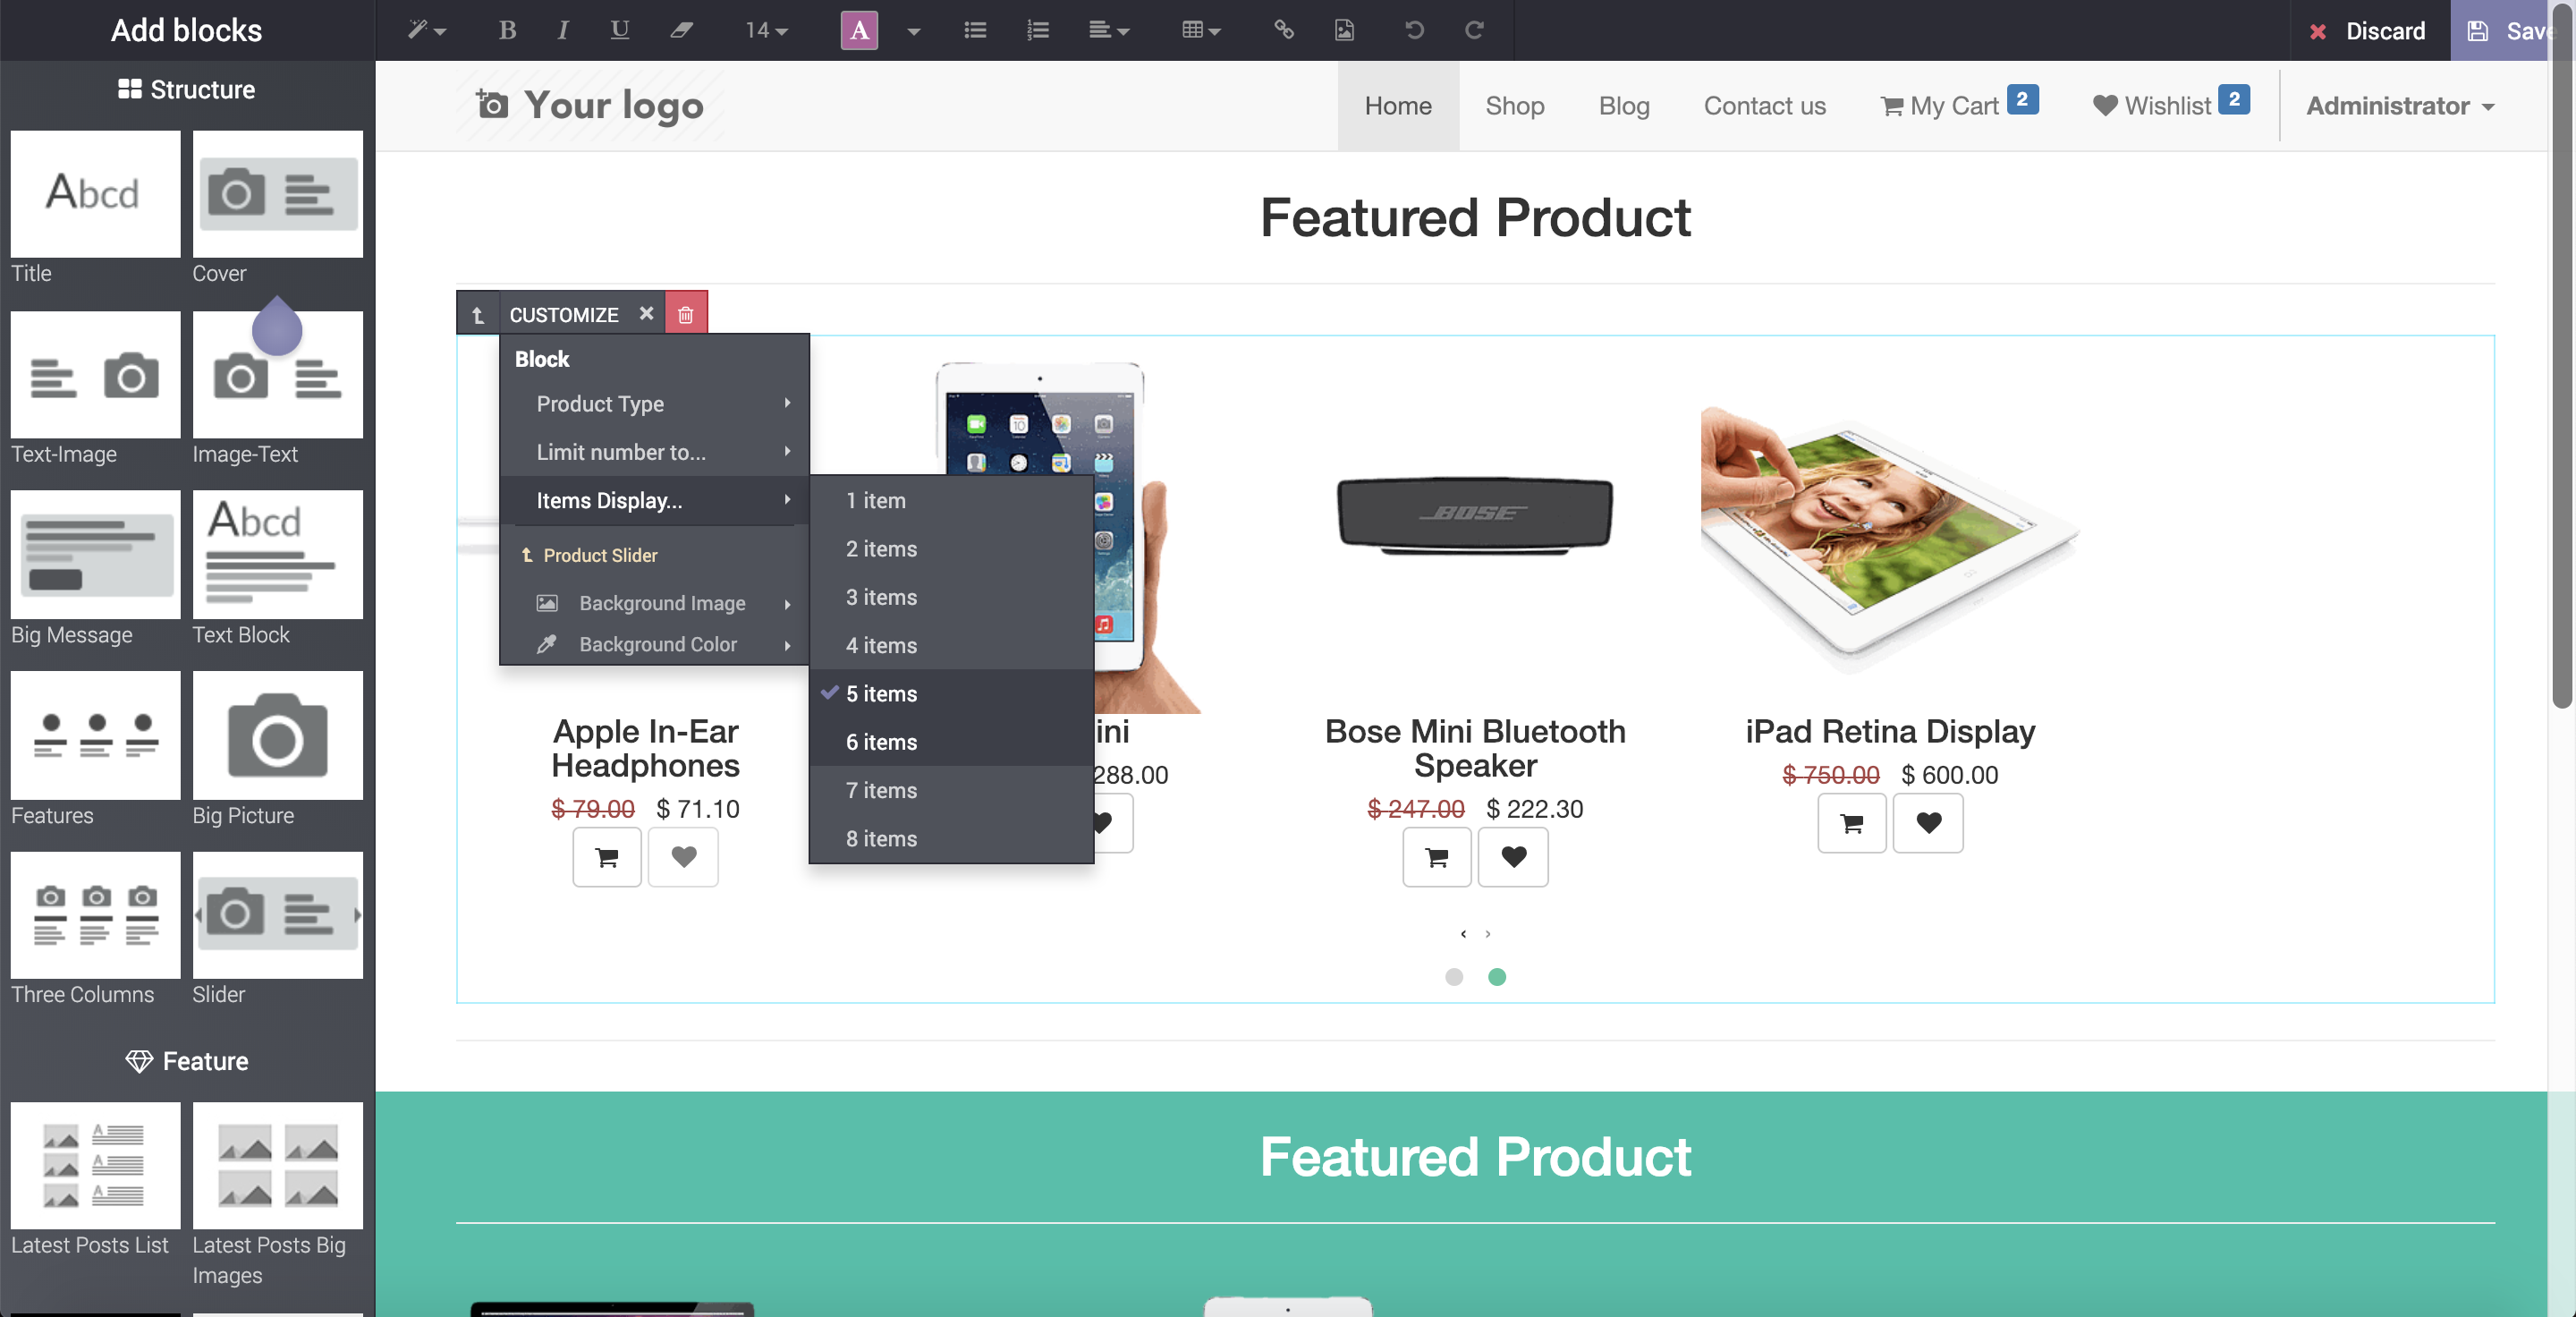 Add blocks
B I U 14 A
Discard
Save
Structure
Your logo
Home
Shop
Blog
Contact us
My Cart 2
Wishlist 2
Administrator
Abcd
Title
Cover
Featured Product
CUSTOMIZE
Block
Product Type
Limit number to...
Items Display...
Product Slider
Background Image
Background Color
1 item
2 items
3 items
4 items
5 items
6 items
7 items
8 items
Text-Image
Image-Text
Abcd
Big Message
Text Block
BOSE
Apple In-Ear
Headphones
$ 79.00 $ 71.10
ini
288.00
Bose Mini Bluetooth
Speaker
$ 247.00 $ 222.30
iPad Retina Display
$ 750.00 $ 600.00
Features
Big Picture
Three Columns
Slider
Feature
Featured Product
Latest Posts List
Latest Posts Big
Images